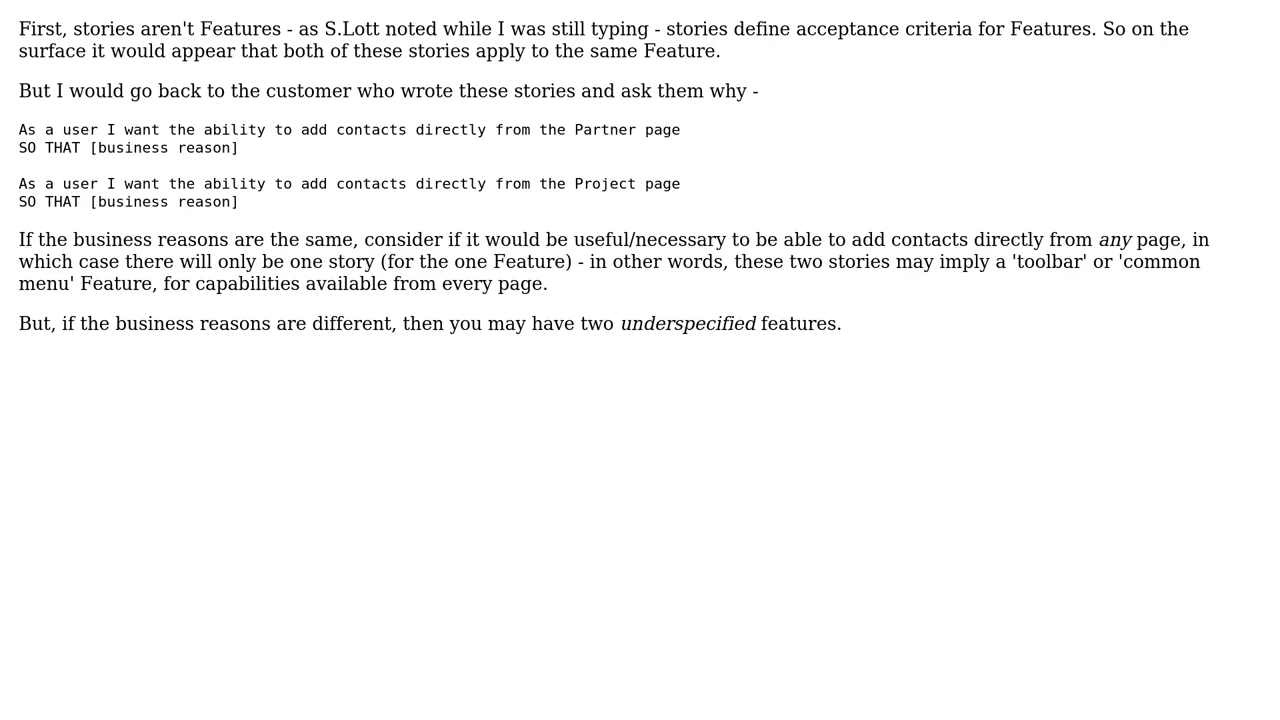 First, stories aren't Features - as S.Lott noted while I was still typing - stories define acceptance criteria for Features. So on the
surface it would appear that both of these stories apply to the same Feature.
But I would go back to the customer who wrote these stories and ask them why -
As a user I want the ability to add contacts directly from the Partner page
SO THAT [business reason]
As a user I want the ability to add contacts directly from the Project page
SO THAT [business reason]
If the business reasons are the same, consider if it would be useful/necessary to be able to add contacts directly from any page, in
which case there will only be one story (for the one Feature) - in other words, these two stories may imply a 'toolbar' or 'common
menu' Feature, for capabilities available from every page.
But, if the business reasons are different, then you may have two underspecified features.